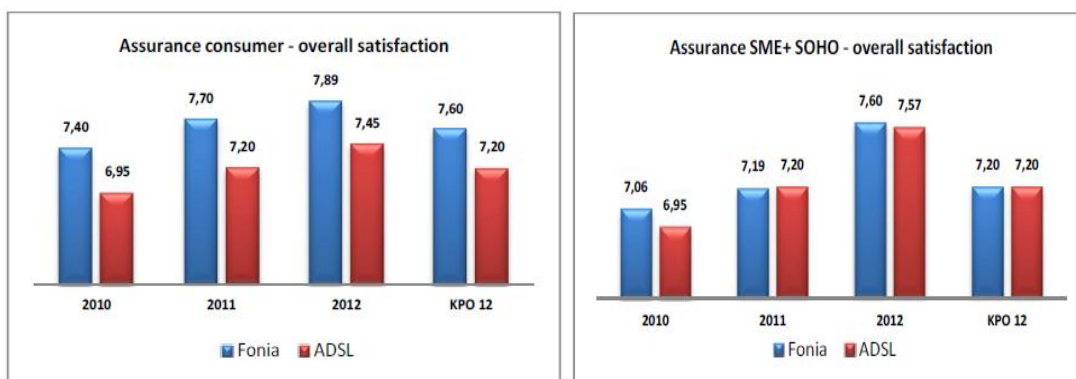 Assurance consumer - overall satisfaction
7,40
6,95
7,70
7,20
7,89
7,45
7,60
7,20
2010
2011
2012
KPO 12
Fonia
ADSL
Assurance SME+ SOHO - overall satisfaction
7,06
6,95
7,19
7,20
7,60
7,57
7,20
7,20
2010
2011
2012
KPO 12
Fonia
ADSL